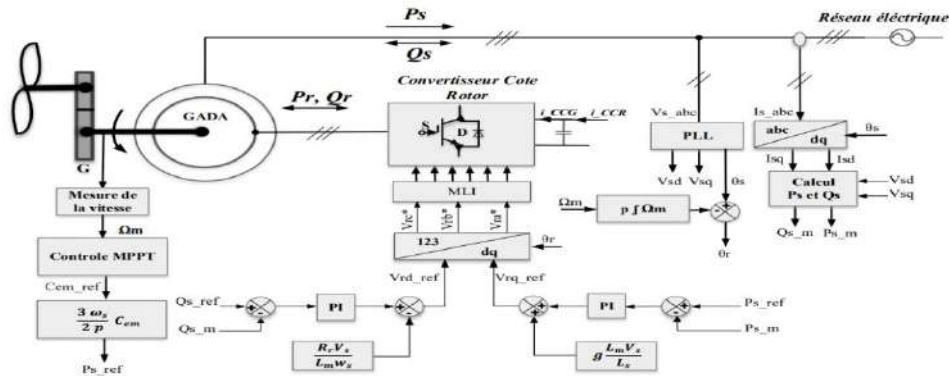 Ps
Qs
Réseau éléctrique
Convertisseur Cote
Rotor
Pr, Qr
GADA
S
D
i_CCG
i_CCR
Vs_abc
Is_abc
PLL
abc
dq
θs
Vsd
Vsq
θs
Isq
Isd
G
Mesure de
la vitesse
Ωm
MLI
Ωm
p ∫ Ωm
Calcul
Ps et Qs
Vsd
Vsq
Vrc*
Vrb*
Vra*
θr
Qs_m
Ps_m
Controle MPPT
123
dq
θr
Cem_ref
Vrd_ref
Vrq_ref
Qs_ref
PI
PI
Ps_ref
Qs_m
Ps_m
3 ωs / 2 p Cem
Ps_ref
RrVs / Lmws
g LmVs / Ls